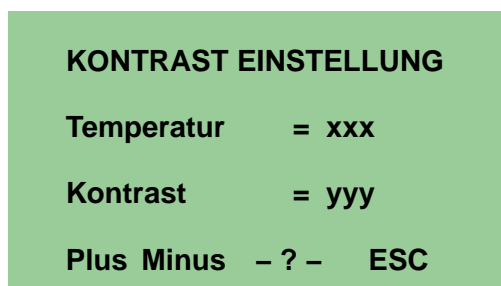 KONTRAST EINSTELLUNG
Temperatur = xxx
Kontrast = yyy
Plus Minus – ? – ESC